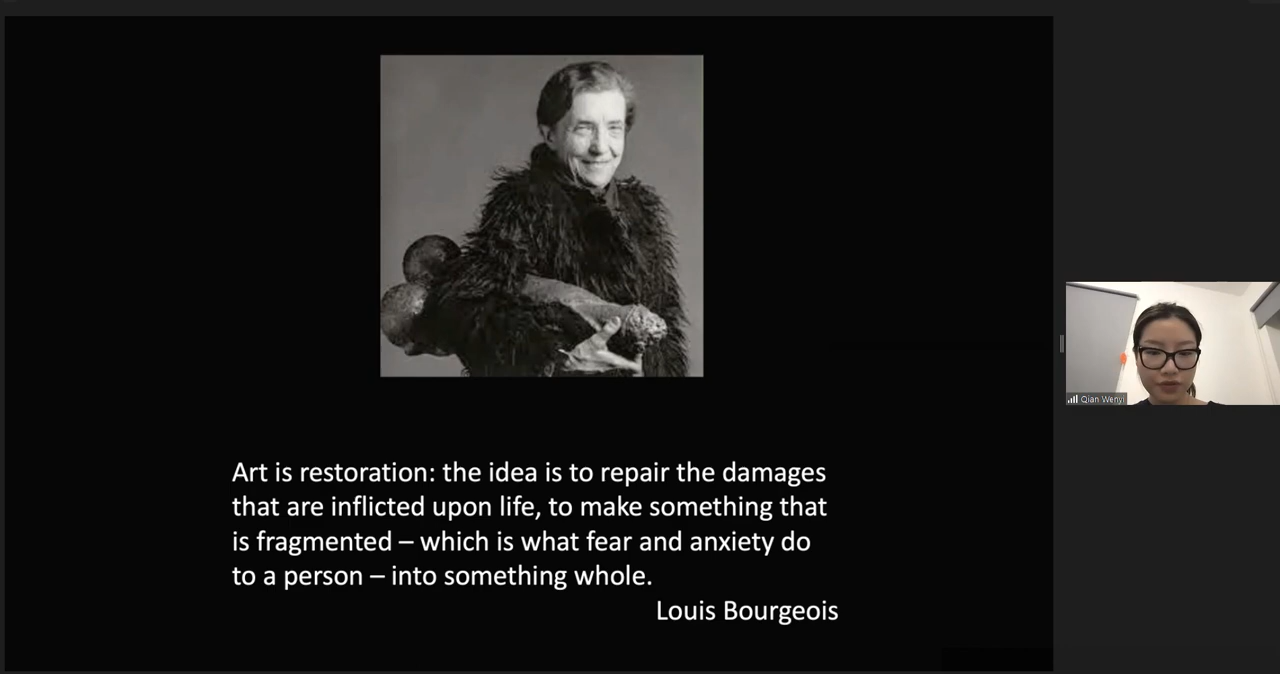 Art is restoration: the idea is to repair the damages
that are inflicted upon life, to make something that
is fragmented – which is what fear and anxiety do
to a person – into something whole.
Louis Bourgeois
Qian Wenyi